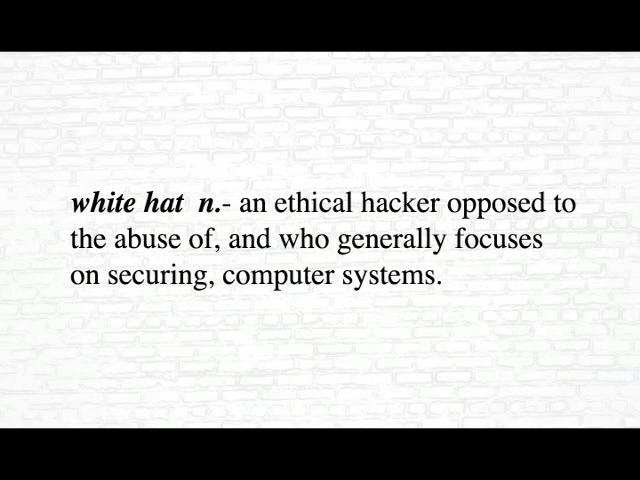 white hat n.- an ethical hacker opposed to
the abuse of, and who generally focuses
on securing, computer systems.